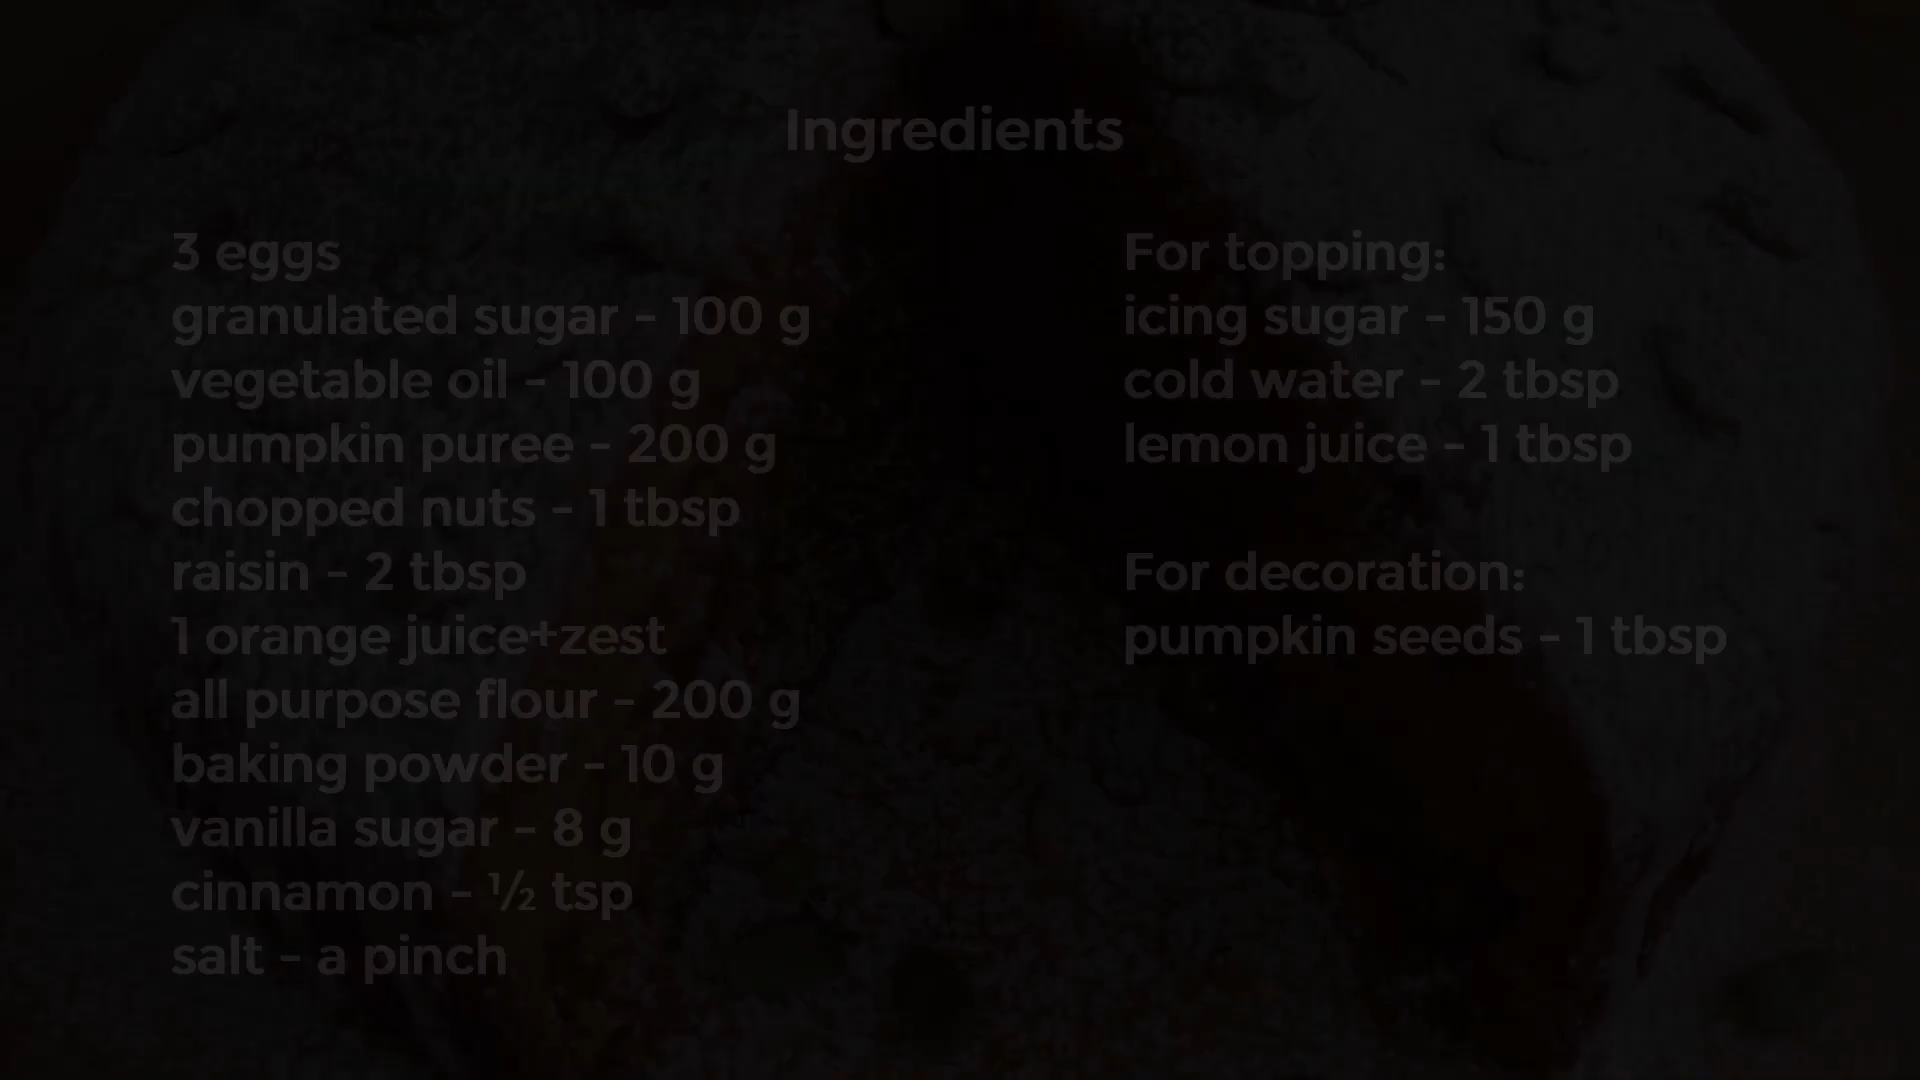 Ingredients
3 eggs
granulated sugar - 100 g
vegetable oil - 100 g
pumpkin puree - 200 g
chopped nuts - 1 tbsp
raisin - 2 tbsp
1 orange juice+zest
all purpose flour - 200 g
baking powder - 10 g
vanilla sugar - 8 g
cinnamon - ½ tsp
salt - a pinch
For topping:
icing sugar - 150 g
cold water - 2 tbsp
lemon juice - 1 tbsp
For decoration:
pumpkin seeds - 1 tbsp